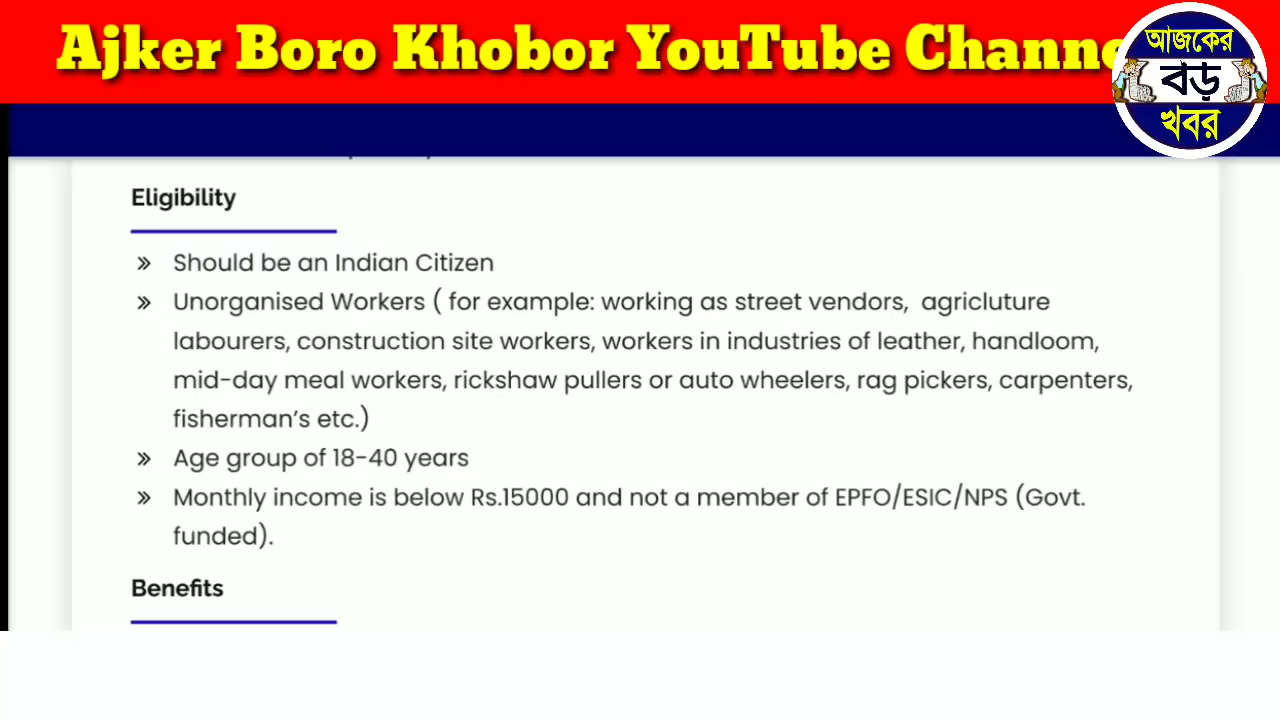 Ajker Boro Khobor YouTube Channe
আজকের
বড়
খবর
Eligibility
» Should be an Indian Citizen
» Unorganised Workers ( for example: working as street vendors, agricluture
labourers, construction site workers, workers in industries of leather, handloom,
mid-day meal workers, rickshaw pullers or auto wheelers, rag pickers, carpenters,
fisherman's etc.)
» Age group of 18-40 years
» Monthly income is below Rs.15000 and not a member of EPFO/ESIC/NPS (Govt.
funded).
Benefits